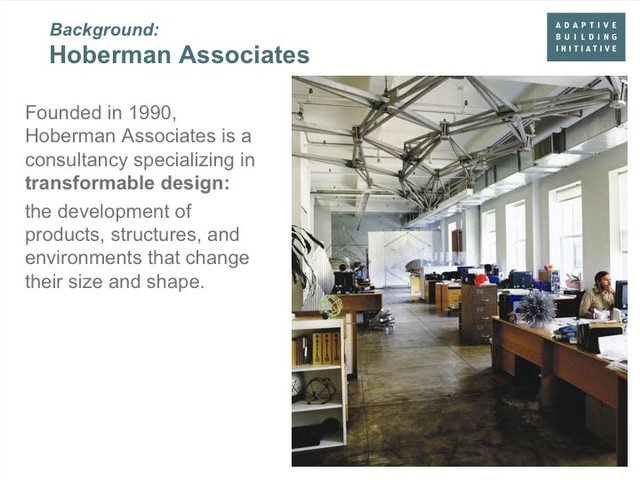 Background:
Hoberman Associates
ADAPTIVE
BUILDING
INITIATIVE
Founded in 1990,
Hoberman Associates is a
consultancy specializing in
transformable design:
the development of
products, structures, and
environments that change
their size and shape.